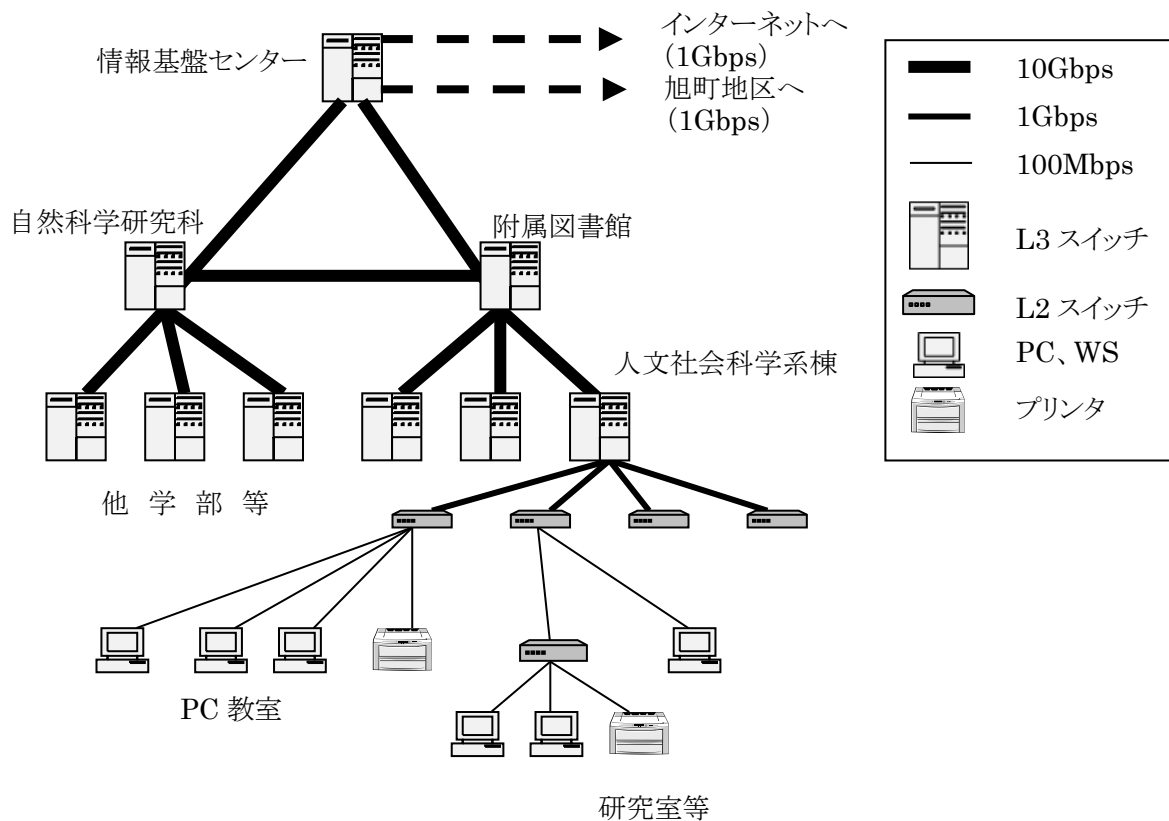 情報基盤センター
インターネットへ
(1Gbps)
旭町地区へ
(1Gbps)
10Gbps
1Gbps
100Mbps
L3 スイッチ
L2 スイッチ
PC、WS
プリンタ
自然科学研究科
附属図書館
人文社会科学系棟
他 学 部 等
PC 教室
研究室等